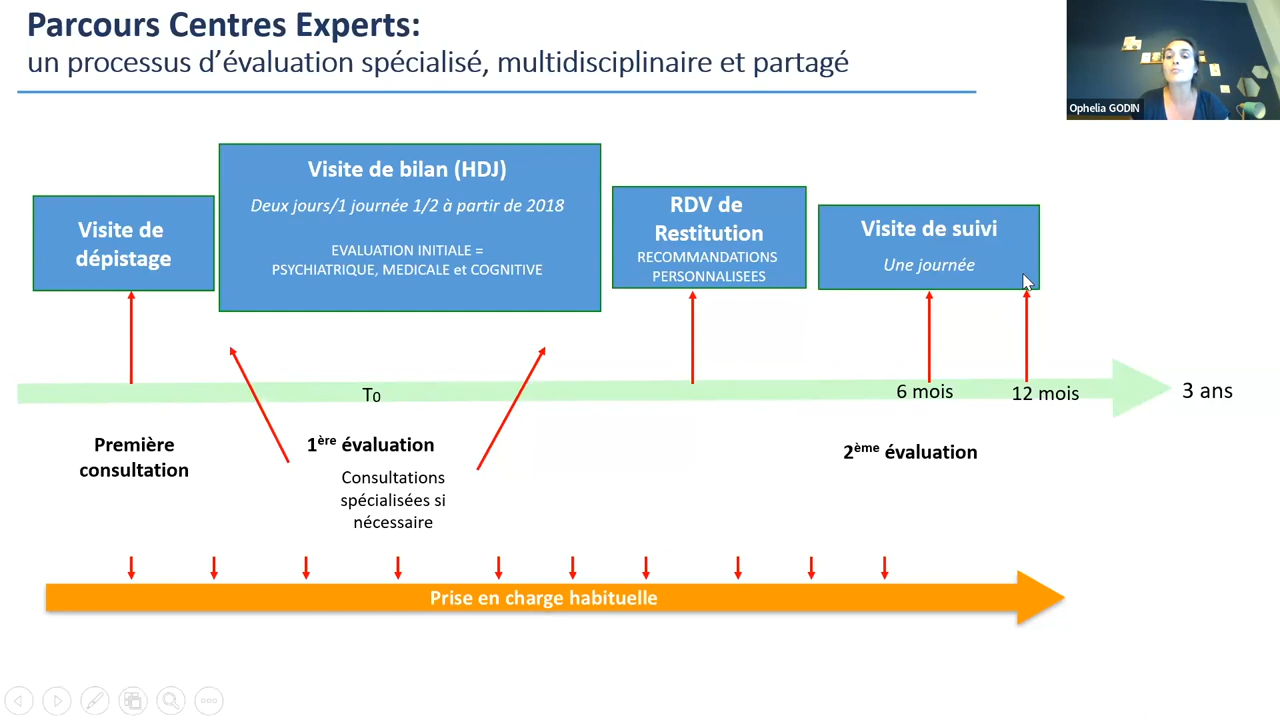 Parcours Centres Experts:
un processus d'évaluation spécialisé, multidisciplinaire et partagé
Ophelia GODIN
Visite de
dépistage
Visite de bilan (HDJ)
Deux jours/1 journée 1/2 à partir de 2018
EVALUATION INITIALE =
PSYCHIATRIQUE, MEDICALE et COGNITIVE
RDV de
Restitution
RECOMMANDATIONS
PERSONNALISEES
Visite de suivi
Une journée
T0
6 mois
12 mois
3 ans
Première
consultation
1ère évaluation
Consultations
spécialisées si
nécessaire
2ème évaluation
Prise en charge habituelle